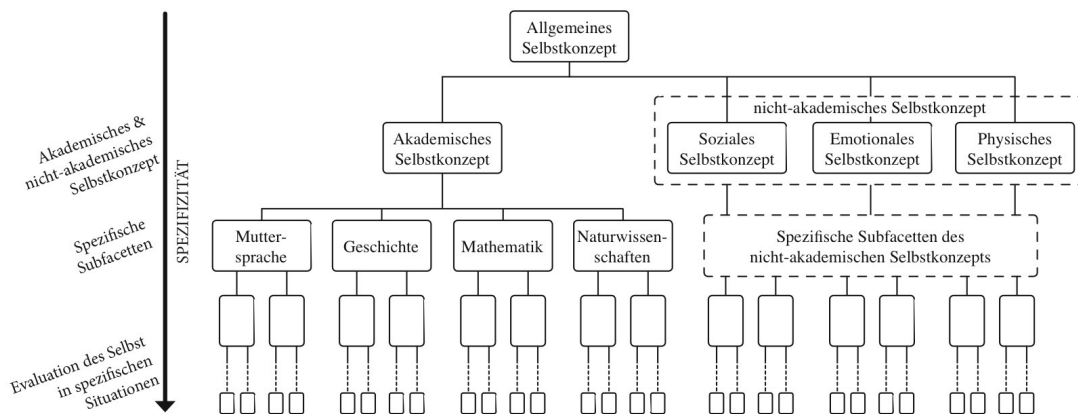 Allgemeines
Selbstkonzept
nicht-akademisches Selbstkonzept
Akademisches &
nicht-akademisches
Selbstkonzept
Akademisches
Selbstkonzept
Soziales
Selbstkonzept
Emotionales
Selbstkonzept
Physisches
Selbstkonzept
SPEZIFIZITÄT
Spezifische
Subfacetten
Mutter-
sprache
Geschichte
Mathematik
Naturwissen-
schaften
Spezifische Subfacetten des
nicht-akademischen Selbstkonzepts
Evaluation des Selbst
in spezifischen
Situationen